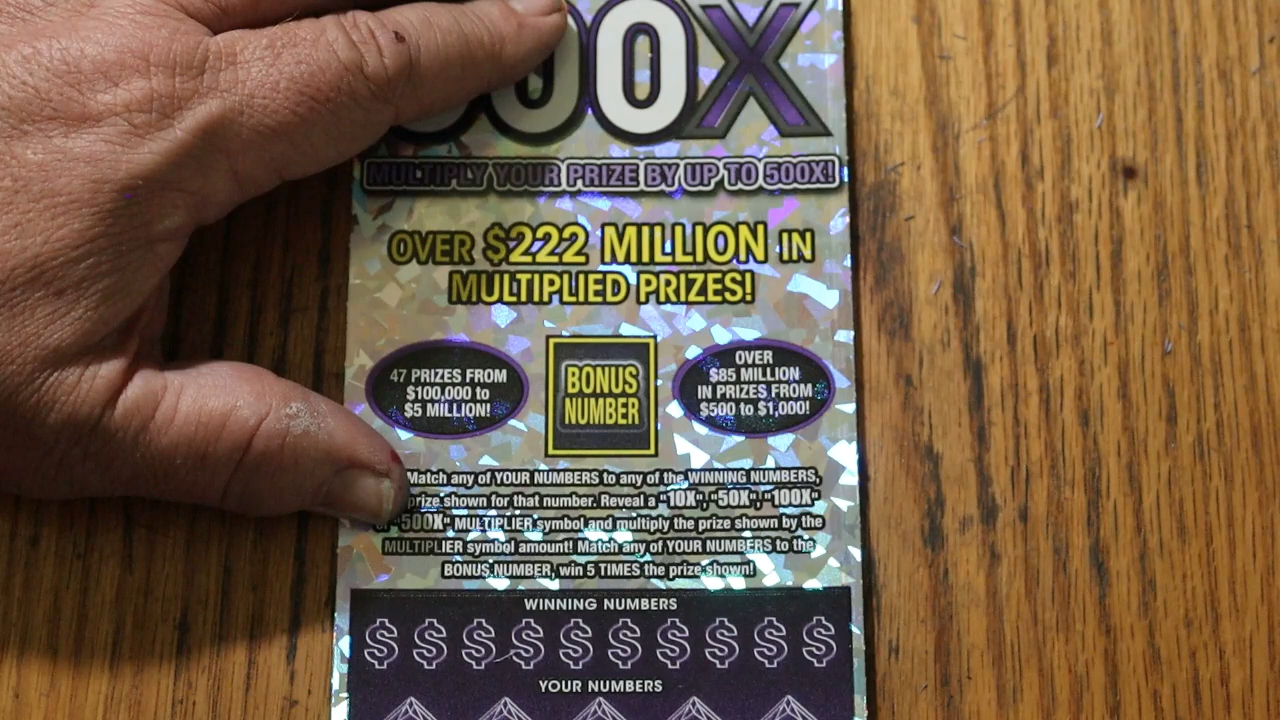 00X
MULTIPLY YOUR PRIZE BY UP TO 500X!
OVER $222 MILLION IN
MULTIPLIED PRIZES!
47 PRIZES FROM
$100,000 to
$5 MILLION!
BONUS
NUMBER
OVER
$85 MILLION
IN PRIZES FROM
$500 to $1,000!
Match any of YOUR NUMBERS to any of the WINNING NUMBERS,
prize shown for that number. Reveal a "10X", "50X", "100X"
"500X" MULTIPLIER symbol and multiply the prize shown by the
MULTIPLIER symbol amount! Match any of YOUR NUMBERS to the
BONUS NUMBER, win 5 TIMES the prize shown!
WINNING NUMBERS
$ $ $ $ $ $ $ $ $ $
YOUR NUMBERS